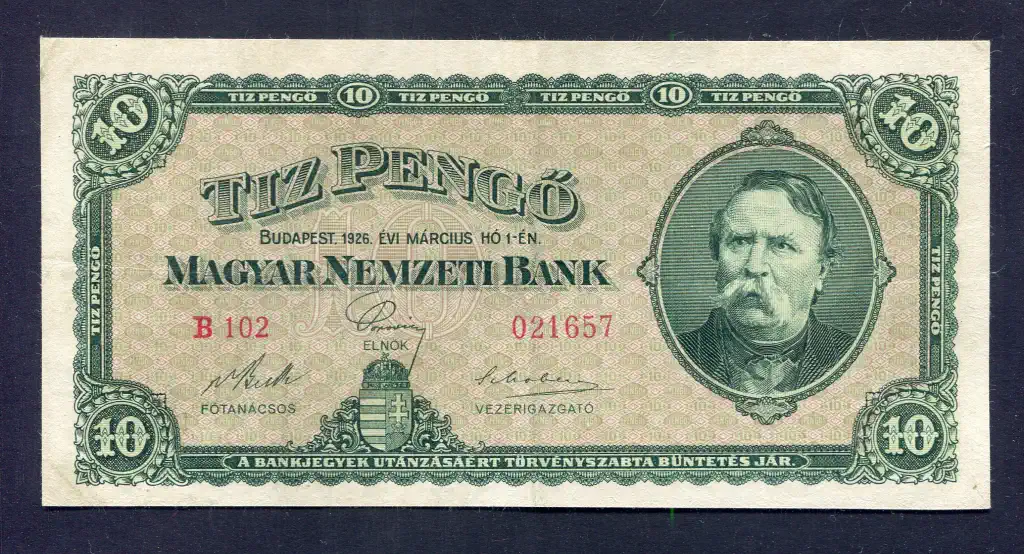 TIZ PENGŐ 10 TIZ PENGŐ TIZ PENGŐ 10 TIZ PENGŐ
10
10
TIZ PENGŐ
BUDAPEST, 1926. ÉVI MÁRCIUS HÓ 1-ÉN.
MAGYAR NEMZETI BANK
TIZ PENGŐ
TIZ PENGŐ
B 102
021657
ELNÖK
FŐTANÁCSOS
VEZÉRIGAZGATÓ
10
10
A BANKJEGYEK UTÁNZÁSÁÉRT TÖRVÉNYSZABTA BÜNTETÉS JÁR.